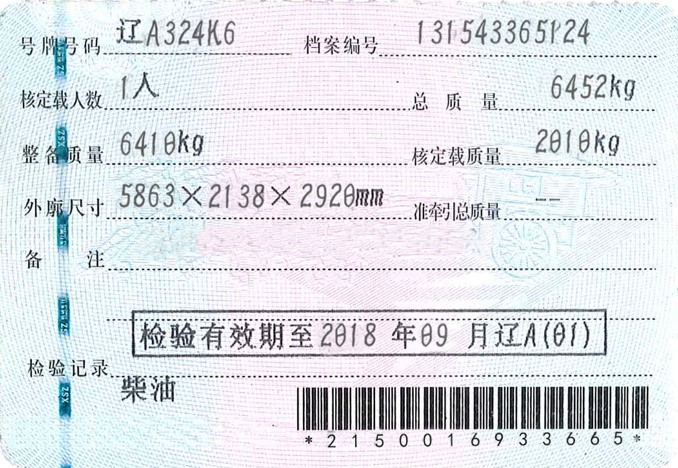 号牌号码 辽A324K6 档案编号 131543365124
核定载人数 1人 总质量 6452kg
整备质量 6410kg 核定载质量 2010kg
外廓尺寸 5863×2138×2920mm 准牵引总质量 --
备注
检验有效期至2018年09月辽A(01)
检验记录
柴油
*2150016933665*